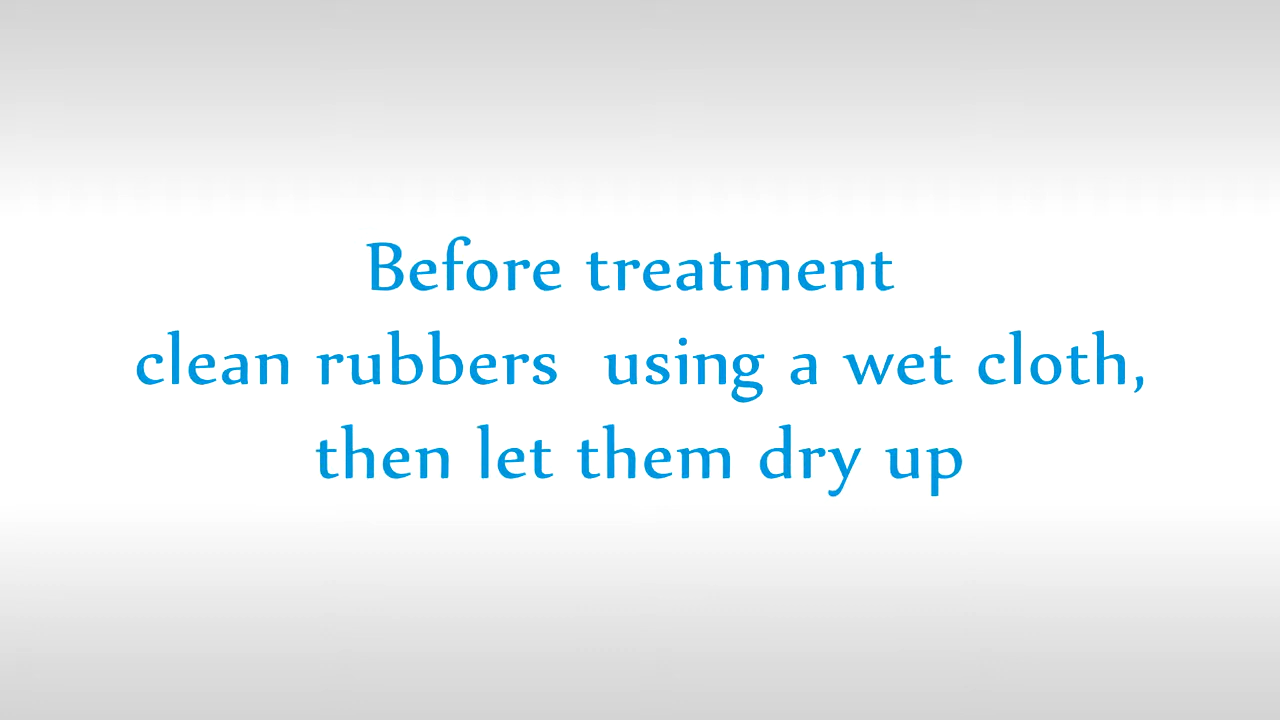 Before treatment
clean rubbers  using a wet cloth,
then let them dry up